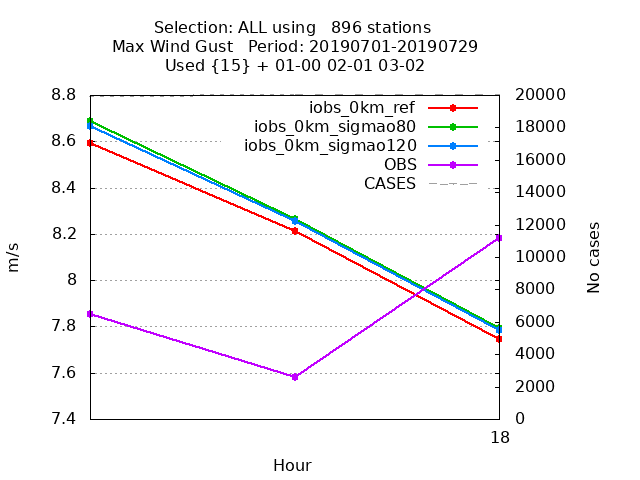 Selection: ALL using   896 stations
Max Wind Gust   Period: 20190701-20190729
Used {15} + 01-00 02-01 03-02
8.8
8.6
8.4
8.2
8
7.8
7.6
7.4
m/s
iobs_0km_ref
iobs_0km_sigmao80
iobs_0km_sigmao120
OBS
CASES
20000
18000
16000
14000
12000
10000
8000
6000
4000
2000
0
No cases
18
Hour